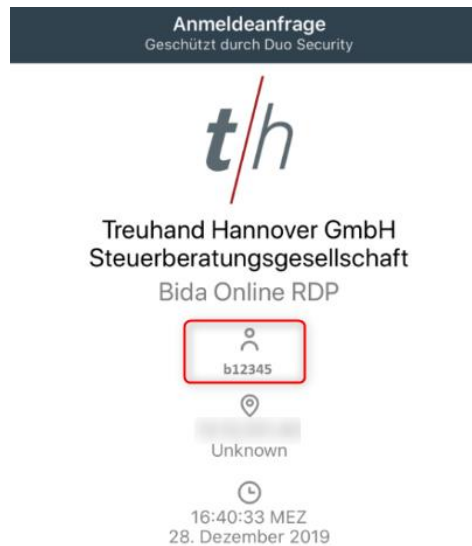 Anmeldeanfrage
Geschützt durch Duo Security
t/h
Treuhand Hannover GmbH
Steuerberatungsgesellschaft
Bida Online RDP
b12345
Unknown
16:40:33 MEZ
28. Dezember 2019